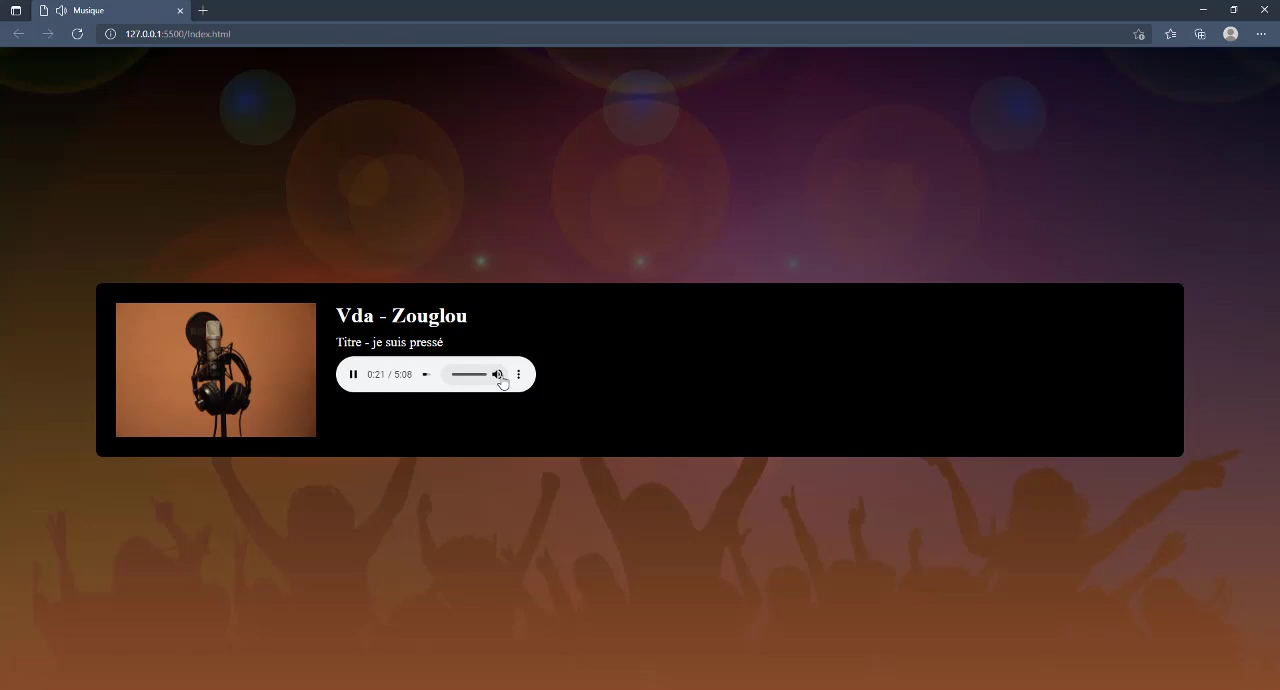 Musique
127.0.0.1:5500/Index.html
Vda - Zouglou
Titre - je suis pressé
0:21 / 5:08